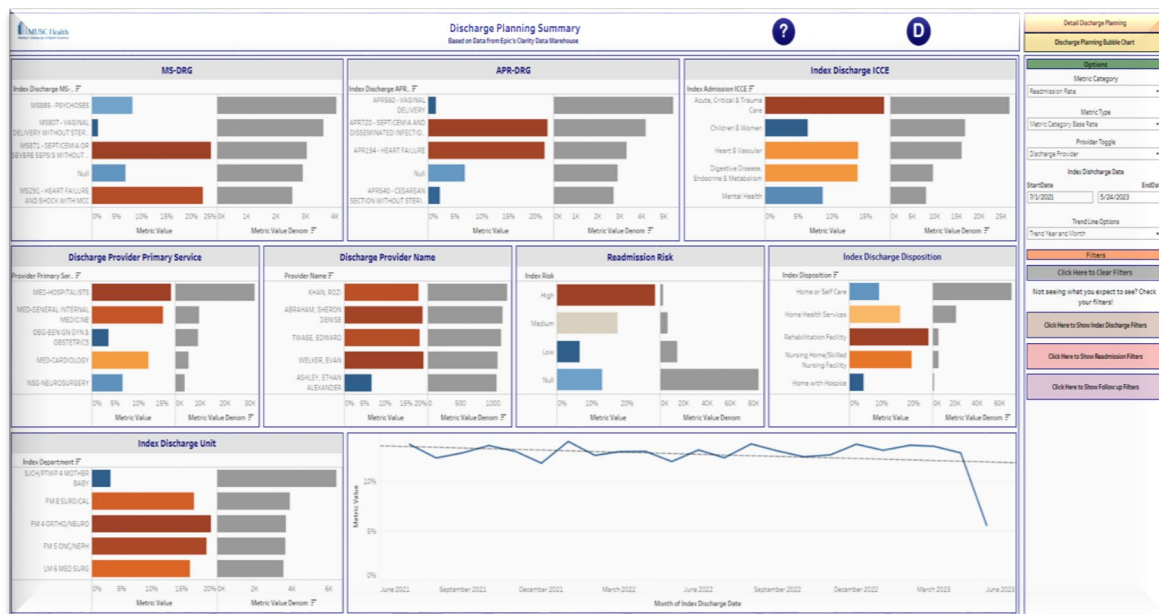 MUSC Health
Discharge Planning Summary
Based on Data from Epic's Clarity Data Warehouse
?
D
Detail Discharge Planning
Discharge Planning Bubble Chart
Options
Metric Category
Readmission Rate
Metric Type
Metric Category Base Rate
Provider Toggle
Discharge Provider
Index Dishcharge Date
StartDate EndDat
7/1/2021 5/24/2023
Trend Line Options
Trend Year and Month
Filters
Click Here to Clear Filters
Not seeing what you expect to see? Check
your filters!
Click Here to Show Index Discharge Filters
Click Here to Show Readmission Filters
Click Here to Show Follow up Filters
MS-DRG
Index Discharge MS-..
MS885 - PSYCHOSES
MS807 - VAGINAL
DELIVERY WITHOUT STER..
MS871 - SEPTICEMIA OR
SEVERE SEPSIS WITHOUT ..
Null
MS291 - HEART FAILURE
AND SHOCK WITH MCC
0% 5% 10% 15% 20% 25% 0K 1K 2K 3K 4K
Metric Value Metric Value Denom
APR-DRG
Index Discharge APR..
APR560 - VAGINAL
DELIVERY
APR720 - SEPTICEMIA AND
DISSEMINATED INFECTIO..
APR194 - HEART FAILURE
Null
APR540 - CESAREAN
SECTION WITHOUT STERI..
0% 5% 10% 15% 20% 0K 1K 2K 3K 4K 5K
Metric Value Metric Value Denom
Index Discharge ICCE
Index Admission ICCE
Acute, Critical & Trauma
Care
Children & Women
Heart & Vascular
Digestive Disease,
Endocrine & Metabolism
Mental Health
0% 5% 10% 15% 0K 5K 10K 15K 20K 25K
Metric Value Metric Value Denom
Discharge Provider Primary Service
Provider Primary Ser..
MED-HOSPITALISTS
MED-GENERAL INTERNAL
MEDICINE
OBG-BENIGN GYN &
OBSTETRICS
MED-CARDIOLOGY
NSG-NEUROSURGERY
0% 5% 10% 15% 0K 10K 20K 30K
Metric Value Metric Value Denom
Discharge Provider Name
Provider Name
KHAN, ROZI
ABRAHAM, SHERON
DENISE
TWASE, EDWARD
WELKER, EVAN
ASHLEY, ETHAN
ALEXANDER
0% 5% 10% 15% 20% 0 500 1000
Metric Value Metric Value Denom
Readmission Risk
Index Risk
High
Medium
Low
Null
0% 10% 20% 0K 20K 40K 60K 80K
Metric Value Metric Value Denom
Index Discharge Disposition
Index Disposition
Home or Self Care
Home Health Services
Rehabilitation Facility
Nursing Home/Skilled
Nursing Facility
Home with Hospice
0% 10% 20% 0K 20K 40K 60K
Metric Value Metric Value Denom
Index Discharge Unit
Index Department
SJCH/PTWP 4 MOTHER
BABY
FM 8 SURGICAL
FM 4 ORTHO/NEURO
FM 5 ONC/NEPH
LM 6 MED SURG
0% 5% 10% 15% 20% 0K 2K 4K 6K
Metric Value Metric Value Denom
Metric Value
10%
5%
0%
June 2021 September 2021 December 2021 March 2022 June 2022 September 2022 December 2022 March 2023 June 2023
Month of Index Discharge Date